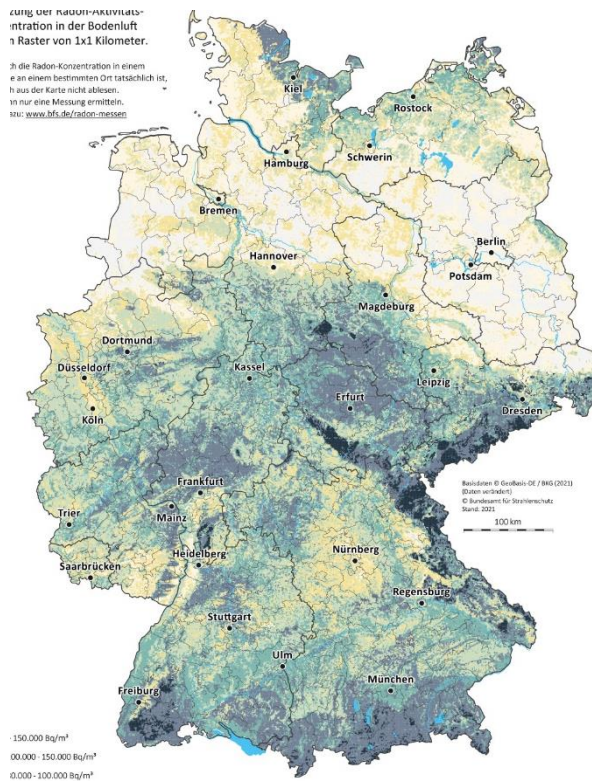 zung der Radon-Aktivitäts-
entration in der Bodenluft
n Raster von 1x1 Kilometer.
ch die Radon-Konzentration in einem
e an einem bestimmten Ort tatsächlich ist,
h aus der Karte nicht ablesen.
nn nur eine Messung ermitteln.
zu: www.bfs.de/radon-messen
Kiel
Rostock
Schwerin
Hamburg
Bremen
Berlin
Hannover
Potsdam
Magdeburg
Dortmund
Düsseldorf
Kassel
Leipzig
Erfurt
Dresden
Köln
Frankfurt
Basisdaten © GeoBasis-DE / BKG (2021)
(Daten verändert)
© Bundesamt für Strahlenschutz
Stand: 2021
100 km
Mainz
Trier
Nürnberg
Heidelberg
Saarbrücken
Regensburg
Stuttgart
Ulm
München
Freiburg
150.000 Bq/m³
00.000 - 150.000 Bq/m³
0.000 - 100.000 Bq/m³